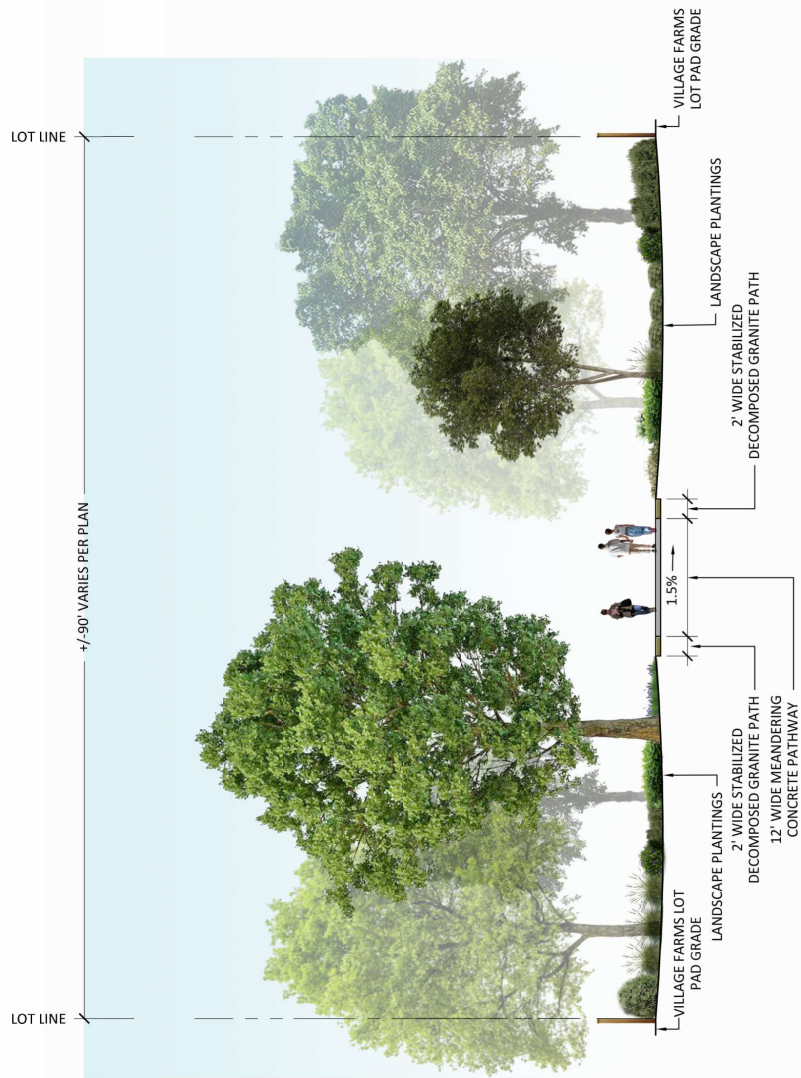 LOT LINE
+/-90' VARIES PER PLAN
LOT LINE
1.5%
VILLAGE FARMS LOT
PAD GRADE
LANDSCAPE PLANTINGS
2' WIDE STABILIZED
DECOMPOSED GRANITE PATH
12' WIDE MEANDERING
CONCRETE PATHWAY
2' WIDE STABILIZED
DECOMPOSED GRANITE PATH
LANDSCAPE PLANTINGS
VILLAGE FARMS
LOT PAD GRADE